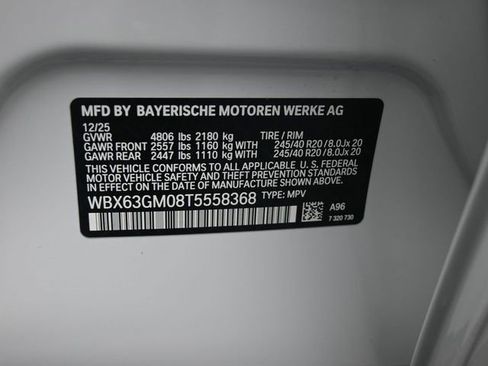 MFD BY BAYERISCHE MOTOREN WERKE AG
12/25
GVWR 4806 lbs 2180 kg TIRE / RIM
GAWR FRONT 2557 lbs 1160 kg WITH 245/40 R20 / 8.0Jx 20
GAWR REAR 2447 lbs 1110 kg WITH 245/40 R20 / 8.0Jx 20
THIS VEHICLE CONFORMS TO ALL APPLICABLE U. S. FEDERAL
MOTOR VEHICLE SAFETY AND THEFT PREVENTION STANDARDS
IN EFFECT ON THE DATE OF MANUFACTURE SHOWN ABOVE.
WBX63GM08T5558368 TYPE: MPV
A96
7 320 730